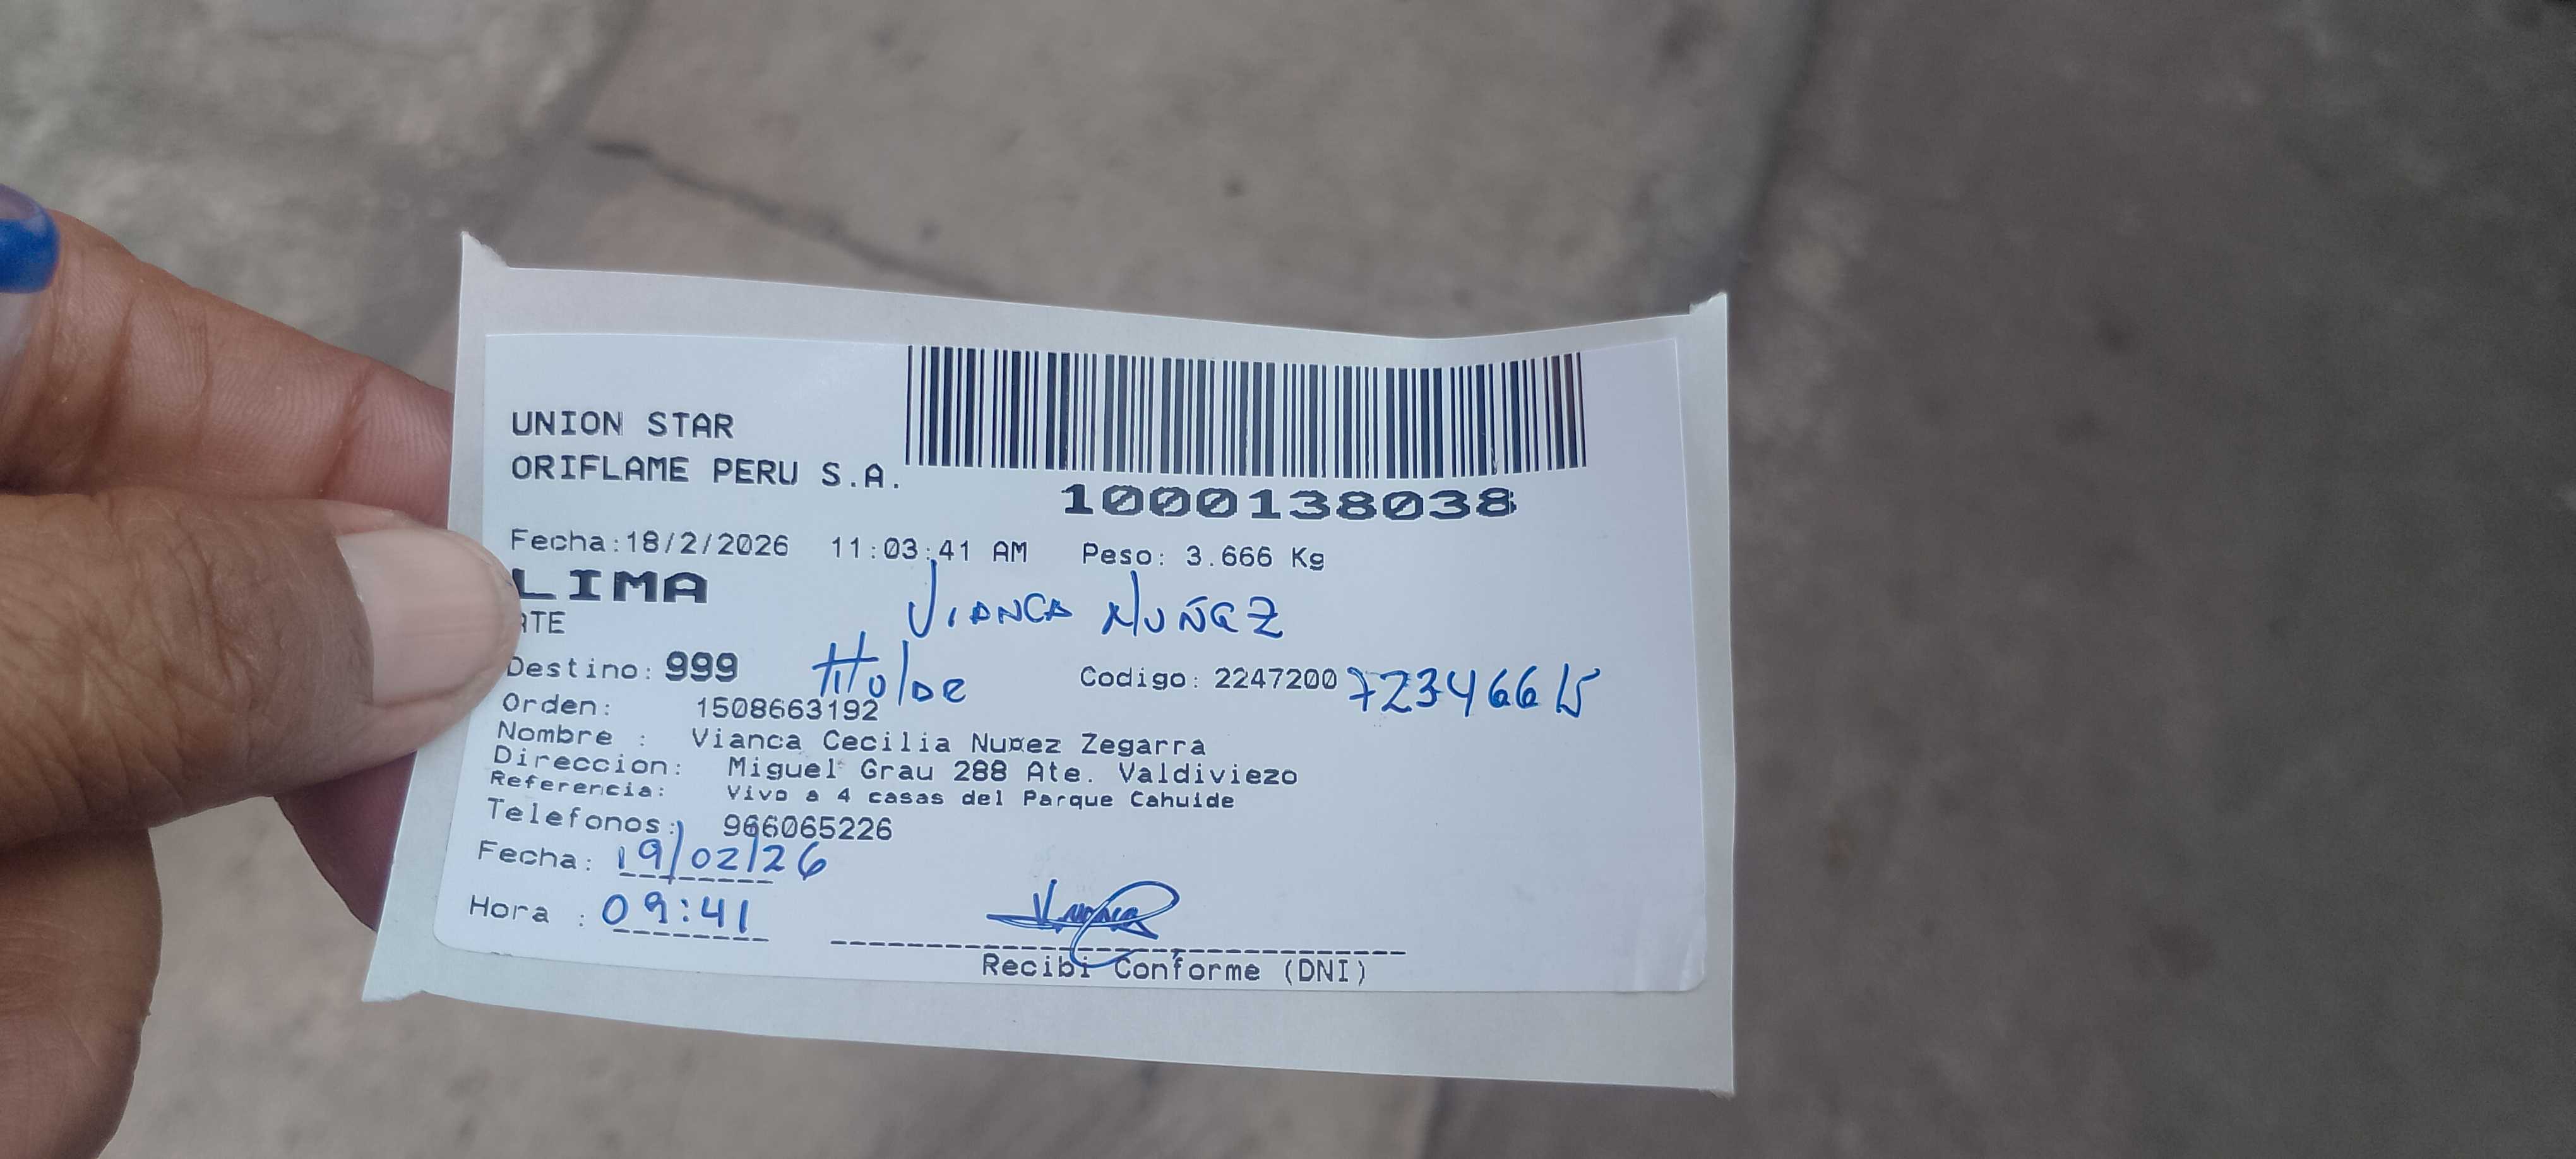 UNION STAR
ORIFLAME PERU S.A.
1000138038
Fecha:18/2/2026 11:03:41 AM Peso: 3.666 Kg
LIMA
VIANCA NUÑEZ
ATE
Destino: 999 Titular Codigo: 2247200 72346615
Orden: 1508663192
Nombre : Vianca Cecilia Nuñez Zegarra
Direccion: Miguel Grau 288 Ate. Valdiviezo
Referencia: Vivo a 4 casas del Parque Cahuide
Telefonos: 966065226
Fecha: 19/02/26
Hora : 09:41
Recibi Conforme (DNI)